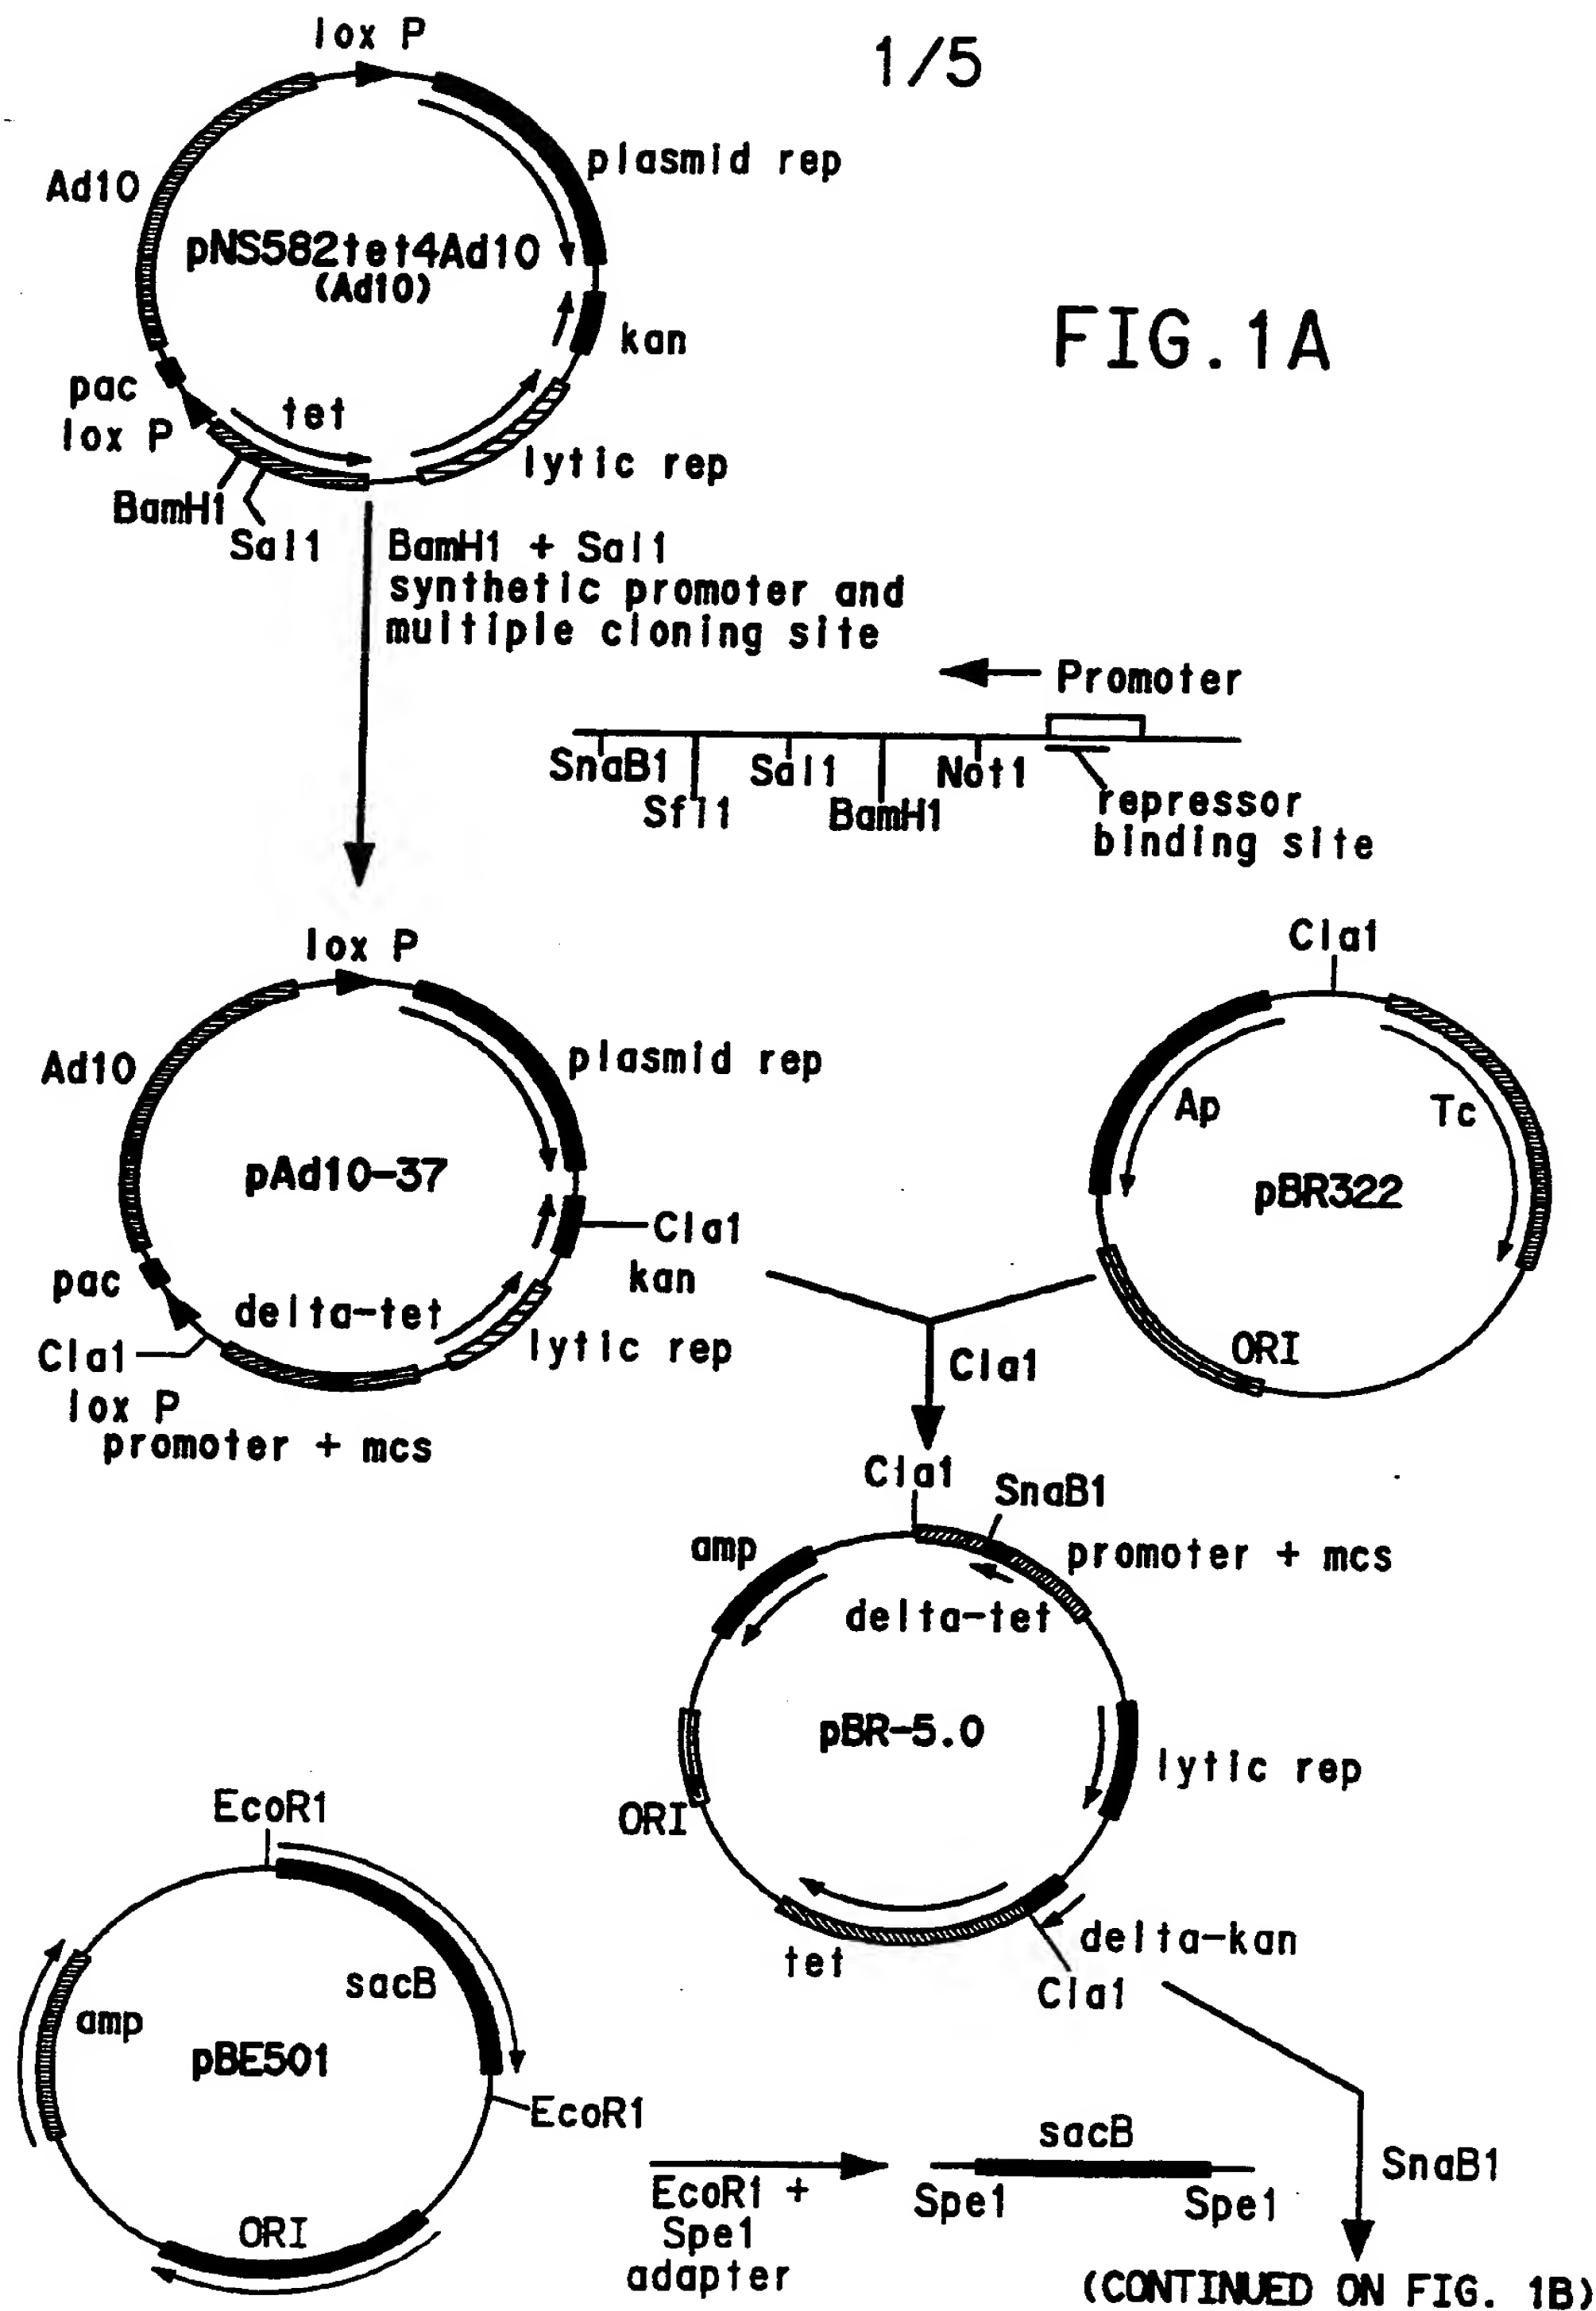 1/5
lox P
plasmid rep
Ad10
pNS582tet4Ad10
(Ad10)
kan
FIG.1A
pac
lox P
tet
lytic rep
BamH1
Sal1
BamH1 + Sal1
synthetic promoter and
multiple cloning site
Promoter
SnaB1
Sfi1
Sal1
BamH1
Not1
repressor
binding site
lox P
Ad10
plasmid rep
pAd10-37
Cla1
kan
pac
delta-tet
Cla1
lytic rep
lox P
promoter + mcs
Cla1
Ap
Tc
pBR322
ORI
Cla1
Cla1
SnaB1
amp
promoter + mcs
delta-tet
pBR-5.0
lytic rep
ORI
tet
delta-kan
Cla1
EcoR1
sacB
amp
pBE501
EcoR1
ORI
EcoR1 +
Spe1
adapter
sacB
Spe1
Spe1
SnaB1
(CONTINUED ON FIG. 1B)